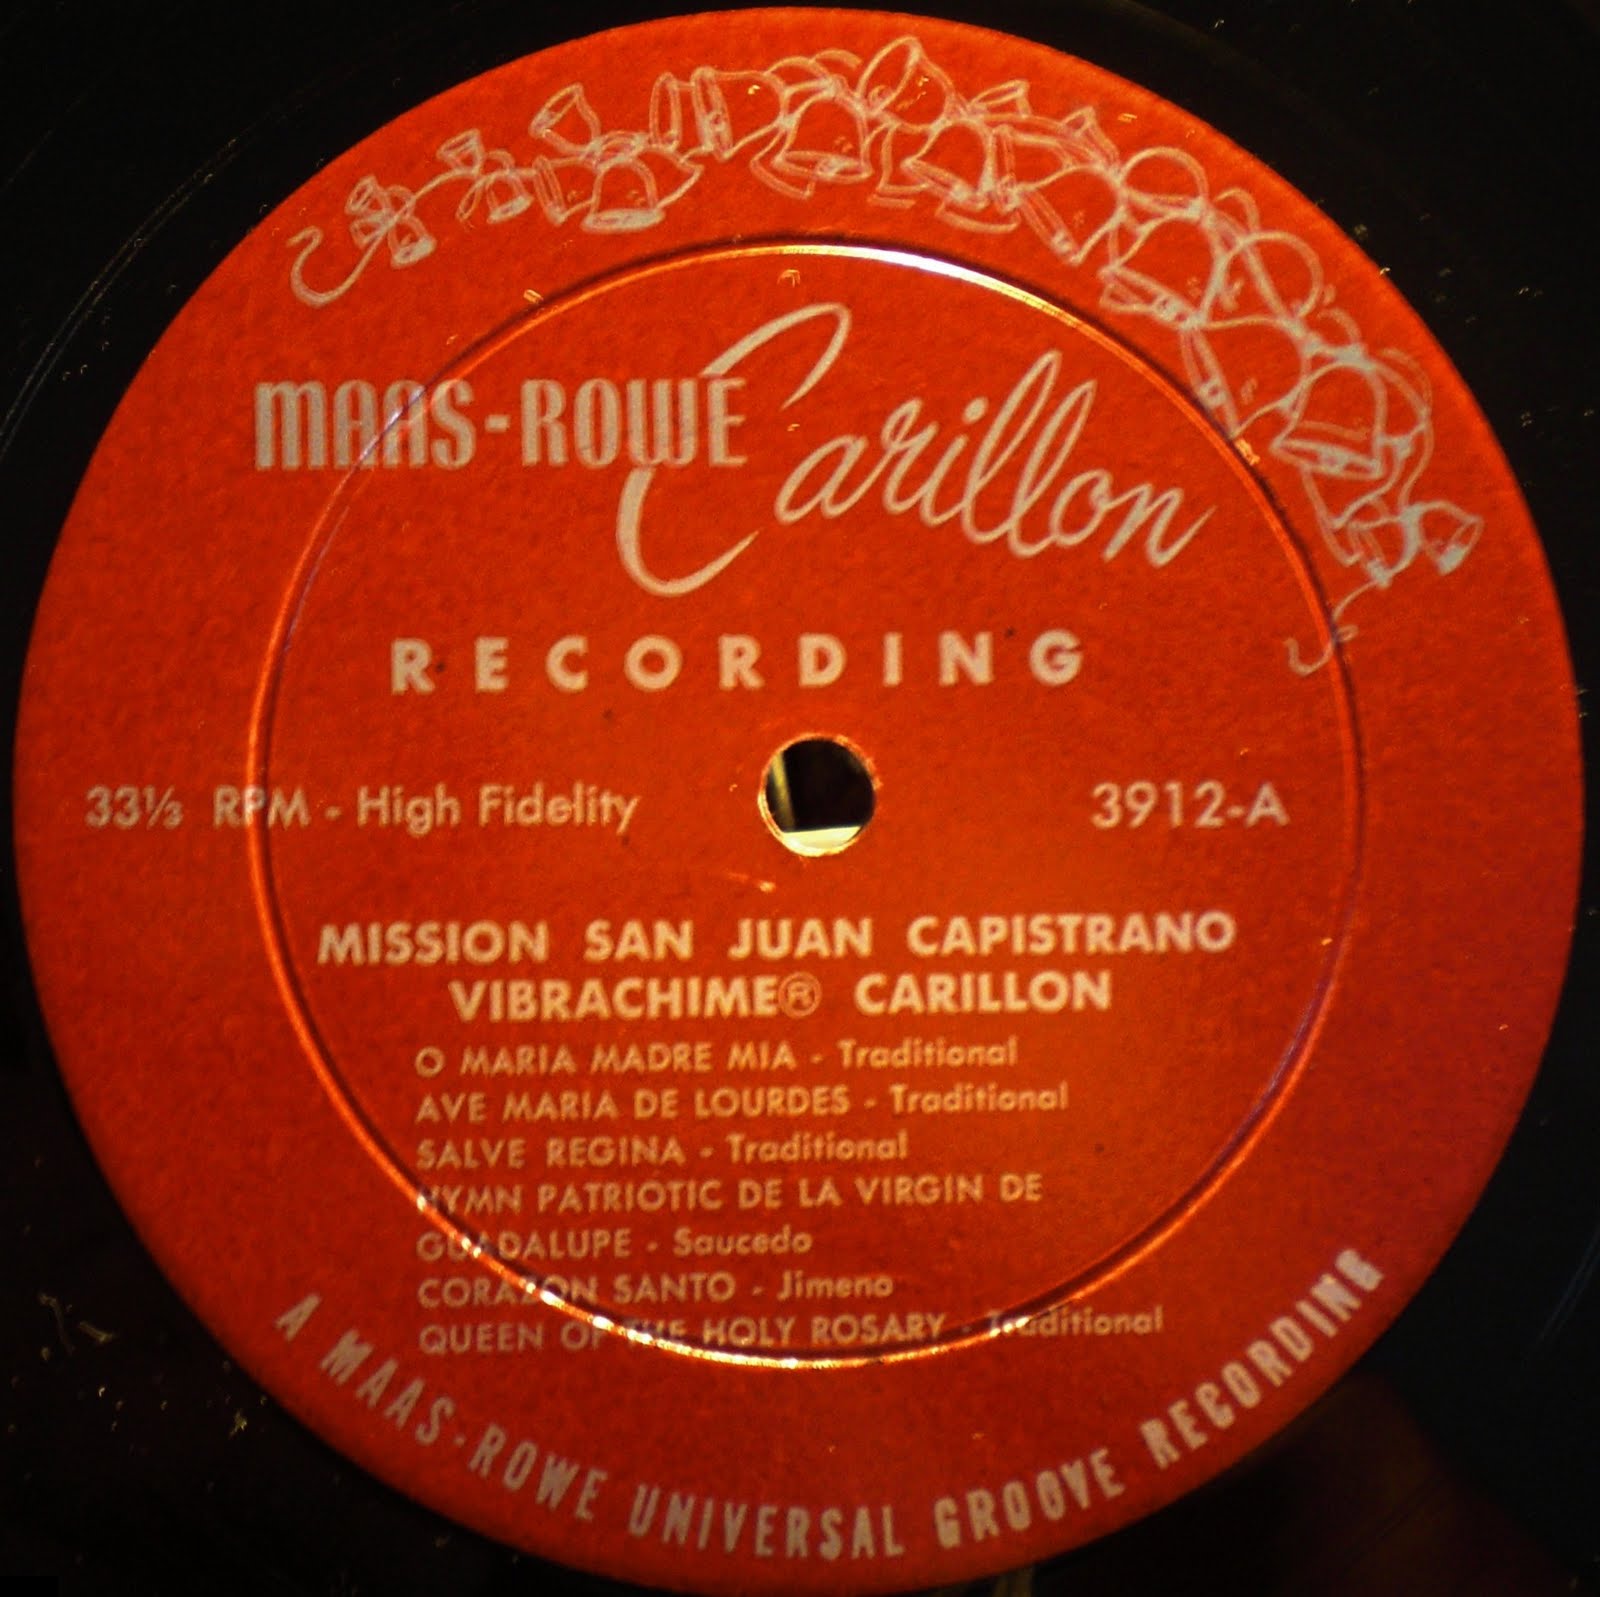 MAAS-ROWE Carillon
RECORDING
33⅓ RPM - High Fidelity
3912-A
MISSION SAN JUAN CAPISTRANO
VIBRACHIME® CARILLON
O MARIA MADRE MIA - Traditional
AVE MARIA DE LOURDES - Traditional
SALVE REGINA - Traditional
HYMN PATRIOTIC DE LA VIRGIN DE
GUADALUPE - Saucedo
CORAZON SANTO - Jimeno
QUEEN OF THE HOLY ROSARY - Traditional
A MAAS-ROWE UNIVERSAL GROOVE RECORDING